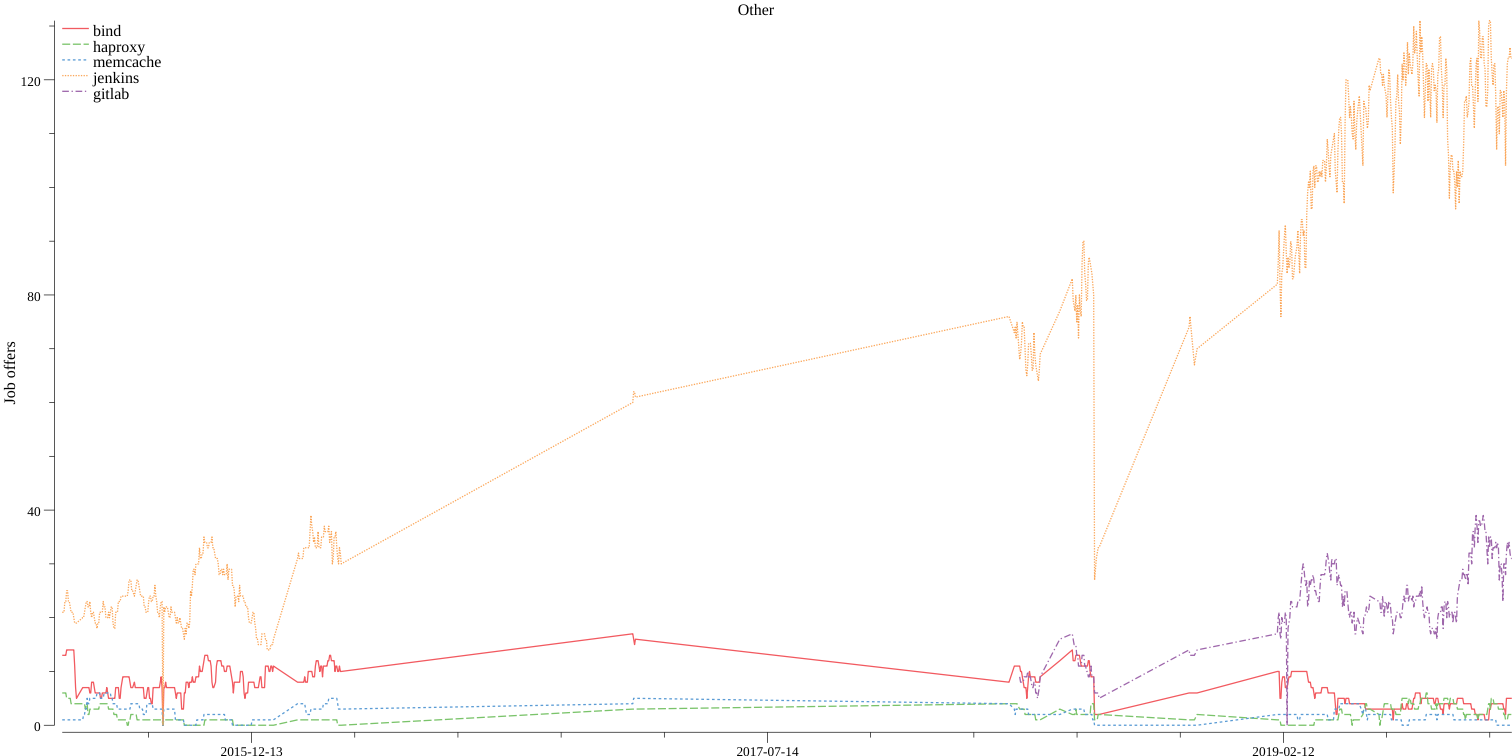 Other
bind
haproxy
memcache
jenkins
gitlab
120
80
40
0
Job offers
2015-12-13
2017-07-14
2019-02-12